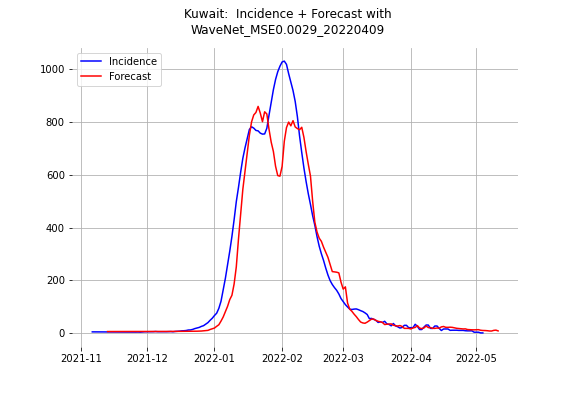 Kuwait:  Incidence + Forecast with
WaveNet_MSE0.0029_20220409
Incidence
Forecast
1000
800
600
400
200
0
2021-11 2021-12 2022-01 2022-02 2022-03 2022-04 2022-05